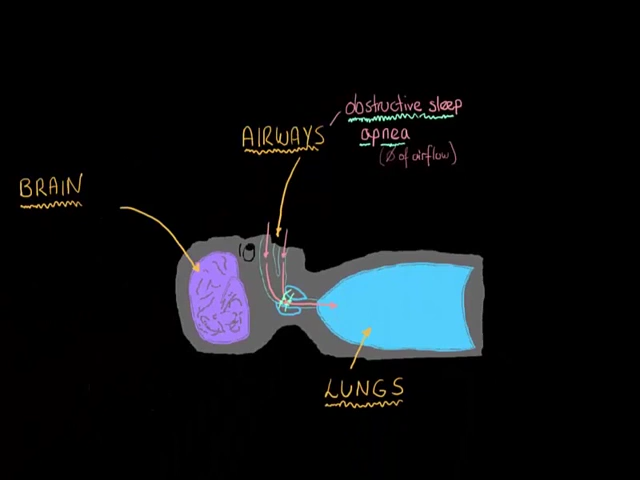 obstructive sleep
AIRWAYS
apnea
(∅ of airflow)
BRAIN
LUNGS